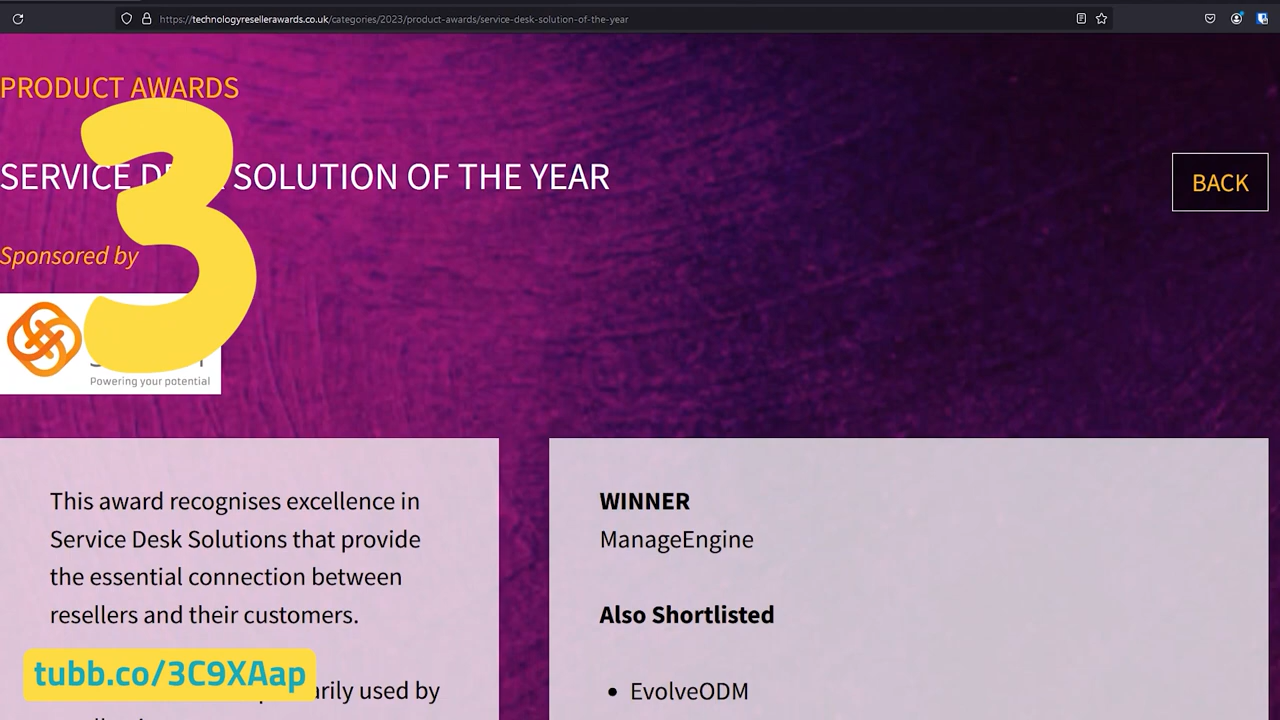 https://technologyresellerawards.co.uk/categories/2023/product-awards/service-desk-solution-of-the-year
PRODUCT AWARDS
3
SERVICE SOLUTION OF THE YEAR
BACK
Sponsored by
Powering your potential
This award recognises excellence in
Service Desk Solutions that provide
the essential connection between
resellers and their customers.
used by
WINNER
ManageEngine
Also Shortlisted
• EvolveODM
tubb.co/3C9XAap